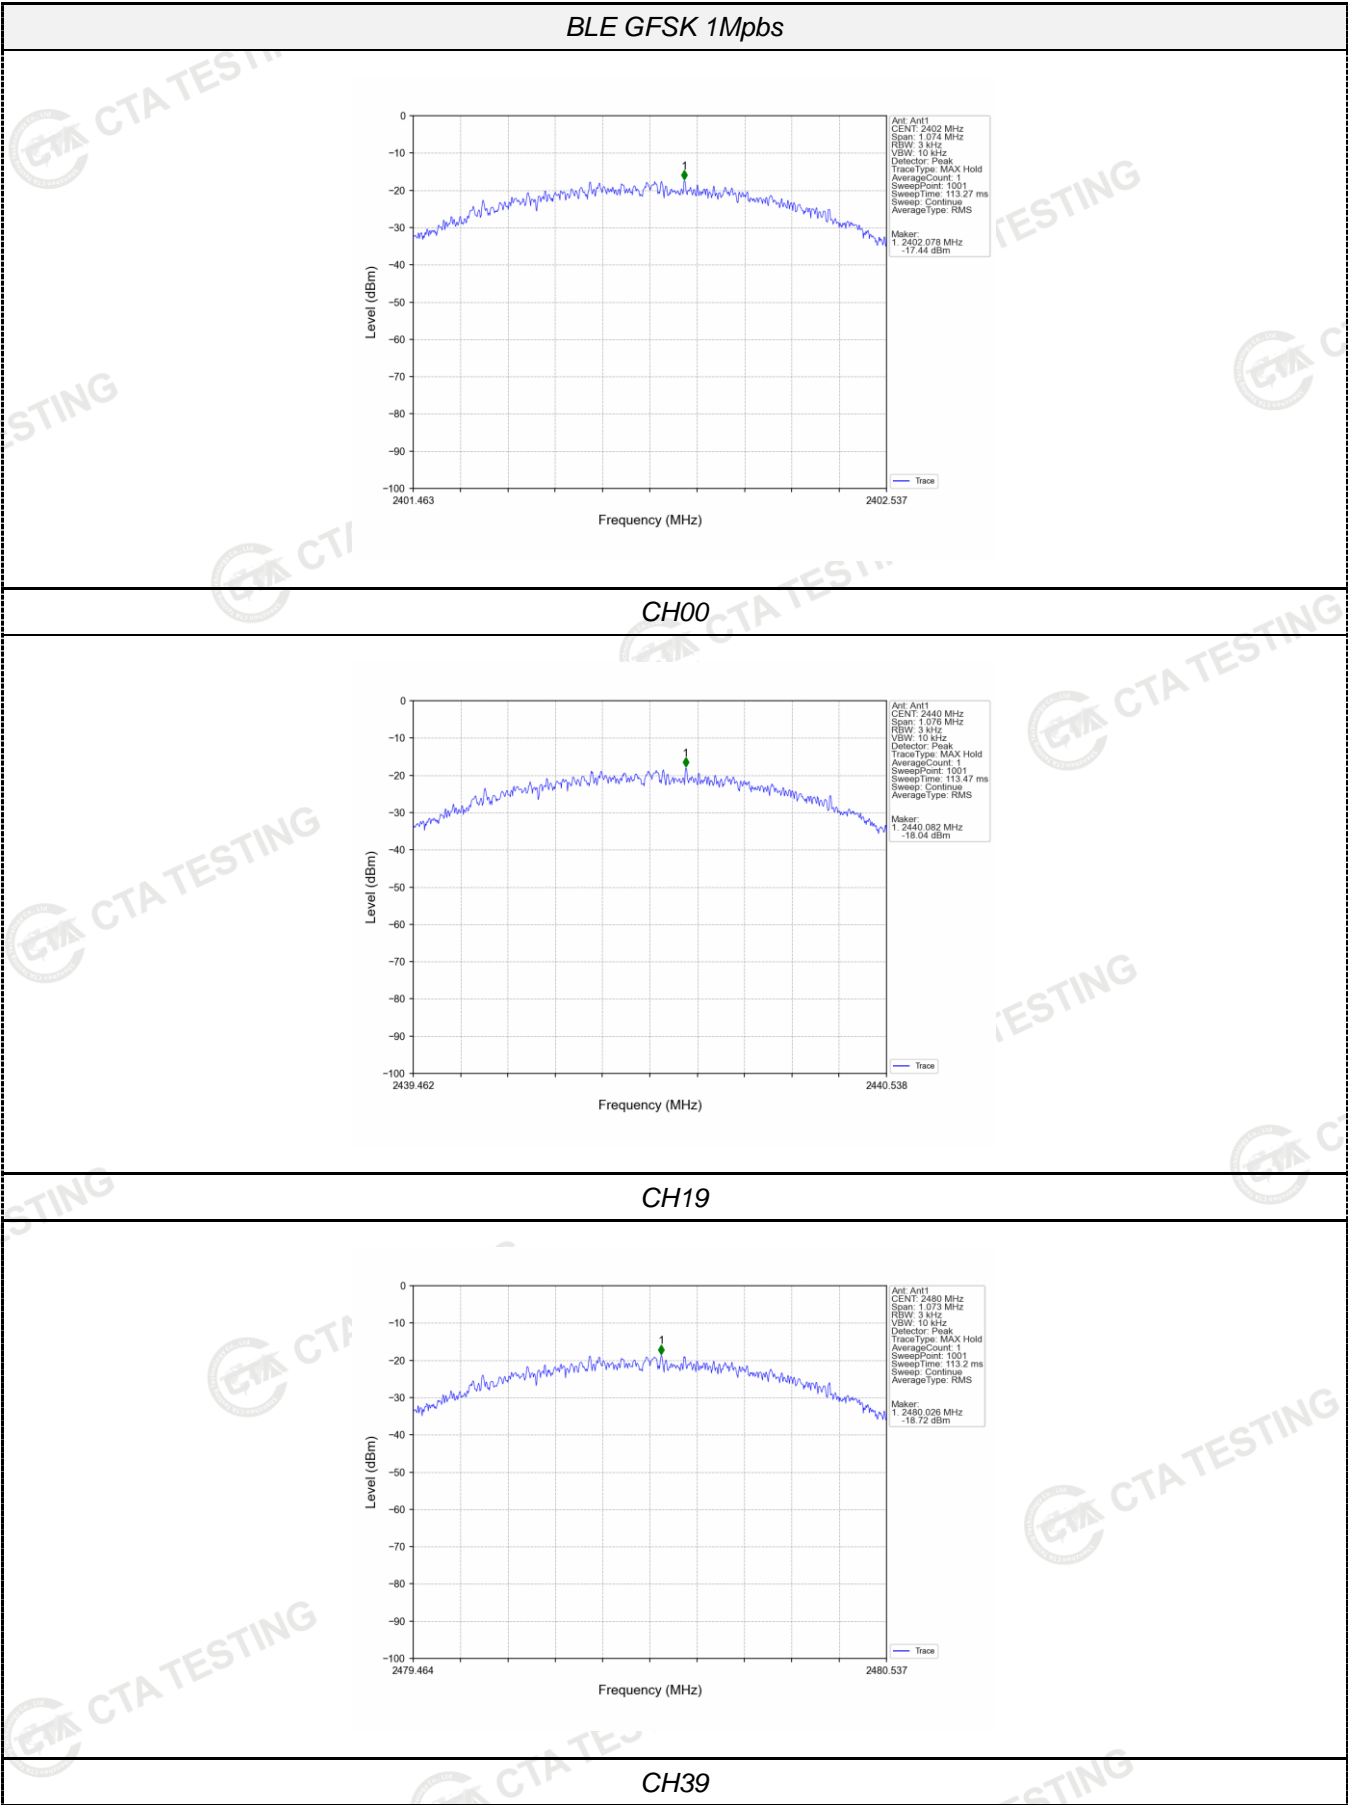 BLE GFSK 1Mpbs
CTA TESTING
0
−10
−20
−30
−40
−50
−60
−70
−80
−90
−100
Level (dBm)
1
2401.463
2402.537
Frequency (MHz)
Ant: Ant1
CENT: 2402 MHz
Span: 1.074 MHz
RBW: 3 kHz
VBW: 10 kHz
Detector: Peak
TraceType: MAX Hold
AverageCount: 1
SweepPoint: 1001
SweepTime: 113.27 ms
Sweep: Continue
AverageType: RMS
Maker:
1. 2402.078 MHz
-17.44 dBm
Trace
CH00
0
−10
−20
−30
−40
−50
−60
−70
−80
−90
−100
Level (dBm)
1
2439.462
2440.538
Frequency (MHz)
Ant: Ant1
CENT: 2440 MHz
Span: 1.076 MHz
RBW: 3 kHz
VBW: 10 kHz
Detector: Peak
TraceType: MAX Hold
AverageCount: 1
SweepPoint: 1001
SweepTime: 113.47 ms
Sweep: Continue
AverageType: RMS
Maker:
1. 2440.082 MHz
-18.04 dBm
Trace
CTA TESTING
CTA TESTING
CH19
0
−10
−20
−30
−40
−50
−60
−70
−80
−90
−100
Level (dBm)
1
2479.464
2480.537
Frequency (MHz)
Ant: Ant1
CENT: 2480 MHz
Span: 1.073 MHz
RBW: 3 kHz
VBW: 10 kHz
Detector: Peak
TraceType: MAX Hold
AverageCount: 1
SweepPoint: 1001
SweepTime: 113.2 ms
Sweep: Continue
AverageType: RMS
Maker:
1. 2480.026 MHz
-18.72 dBm
Trace
CTA TESTING
CTA TESTING
CH39